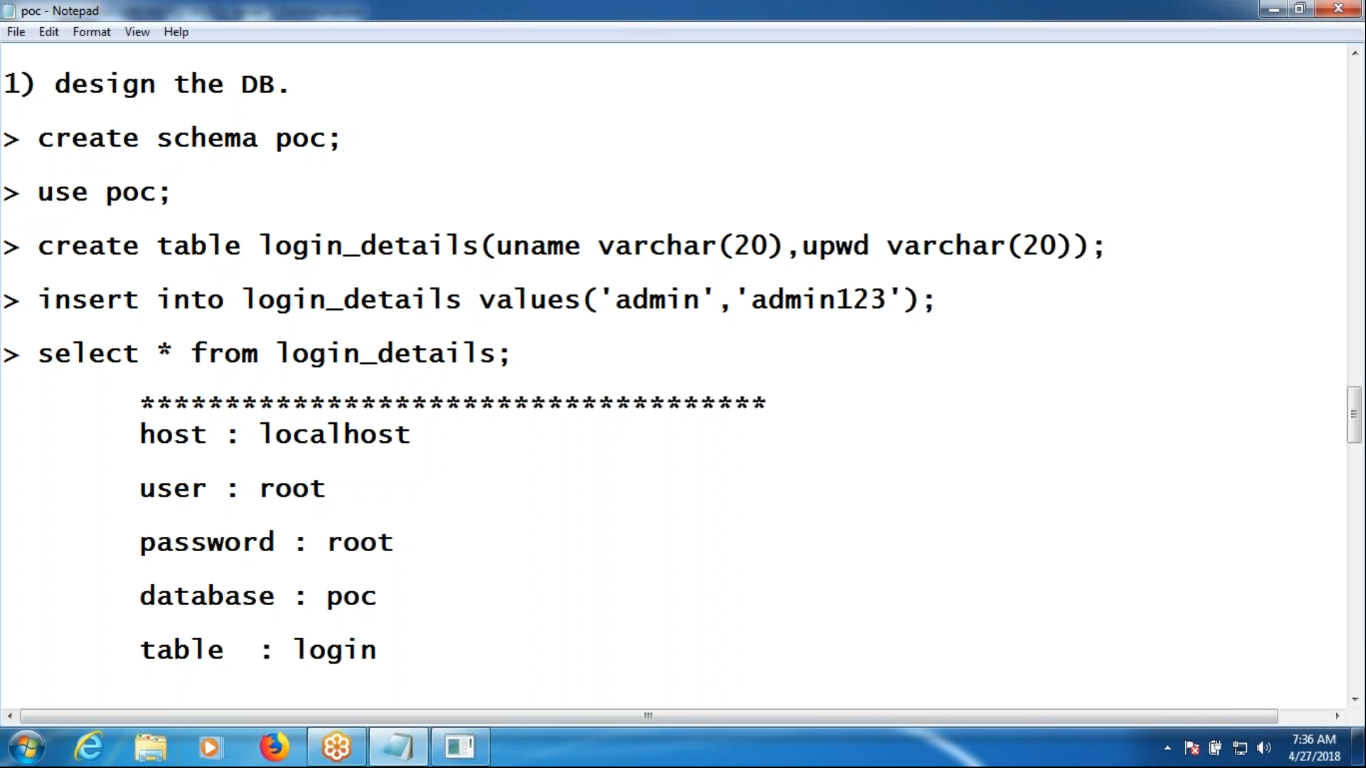 poc - Notepad
File Edit Format View Help
1) design the DB.
> create schema poc;
> use poc;
> create table login_details(uname varchar(20),upwd varchar(20));
> insert into login_details values('admin','admin123');
> select * from login_details;
*************************************
host : localhost
user : root
password : root
database : poc
table  : login
7:36 AM
4/27/2018